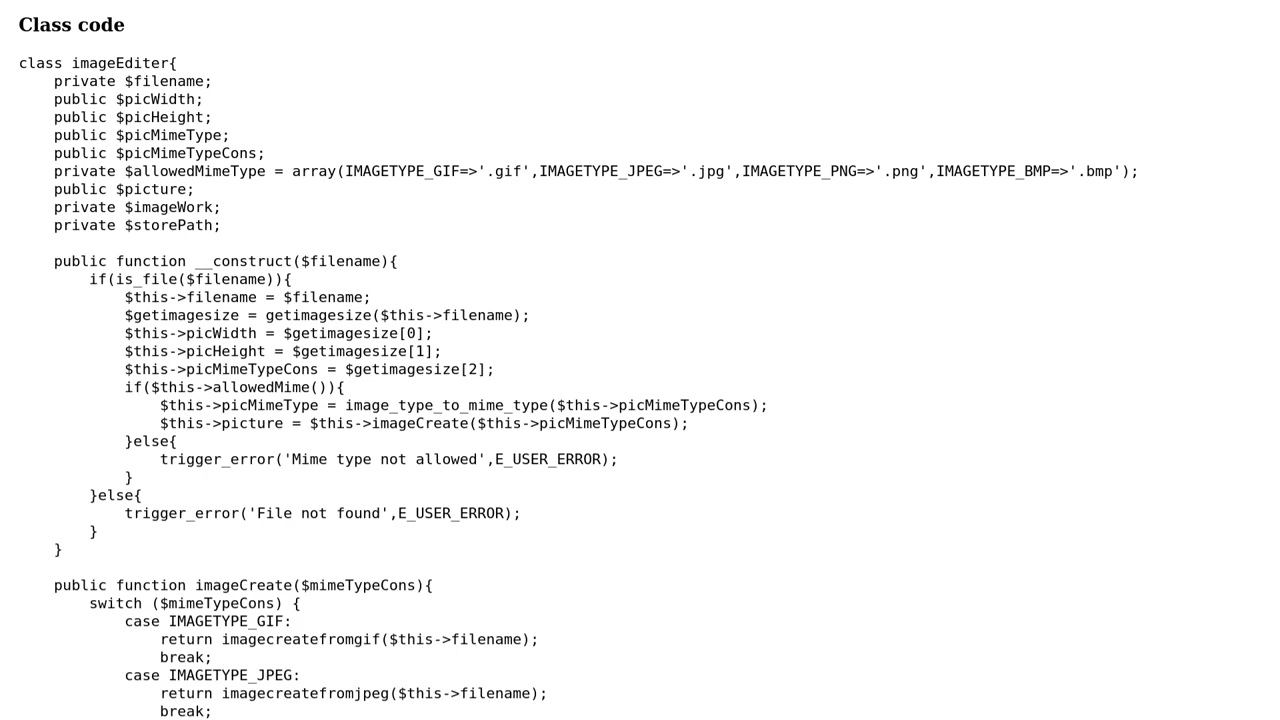 Class code
class imageEditer{
    private $filename;
    public $picWidth;
    public $picHeight;
    public $picMimeType;
    public $picMimeTypeCons;
    private $allowedMimeType = array(IMAGETYPE_GIF=>'.gif',IMAGETYPE_JPEG=>'.jpg',IMAGETYPE_PNG=>'.png',IMAGETYPE_BMP=>'.bmp');
    public $picture;
    private $imageWork;
    private $storePath;

    public function __construct($filename){
        if(is_file($filename)){
            $this->filename = $filename;
            $getimagesize = getimagesize($this->filename);
            $this->picWidth = $getimagesize[0];
            $this->picHeight = $getimagesize[1];
            $this->picMimeTypeCons = $getimagesize[2];
            if($this->allowedMime()){
                $this->picMimeType = image_type_to_mime_type($this->picMimeTypeCons);
                $this->picture = $this->imageCreate($this->picMimeTypeCons);
            }else{
                trigger_error('Mime type not allowed',E_USER_ERROR);
            }
        }else{
            trigger_error('File not found',E_USER_ERROR);
        }
    }

    public function imageCreate($mimeTypeCons){
        switch ($mimeTypeCons) {
            case IMAGETYPE_GIF:
                return imagecreatefromgif($this->filename);
                break;
            case IMAGETYPE_JPEG:
                return imagecreatefromjpeg($this->filename);
                break;